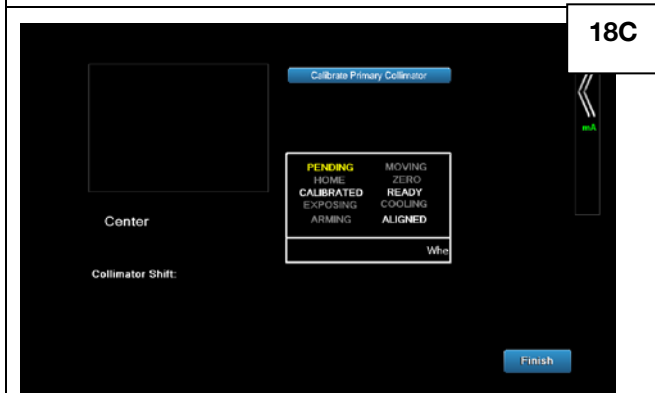 18C
Calibrate Primary Collimator
mA
PENDING MOVING
HOME ZERO
CALIBRATED READY
EXPOSING COOLING
ARMING ALIGNED
Whe
Center
Collimator Shift:
Finish